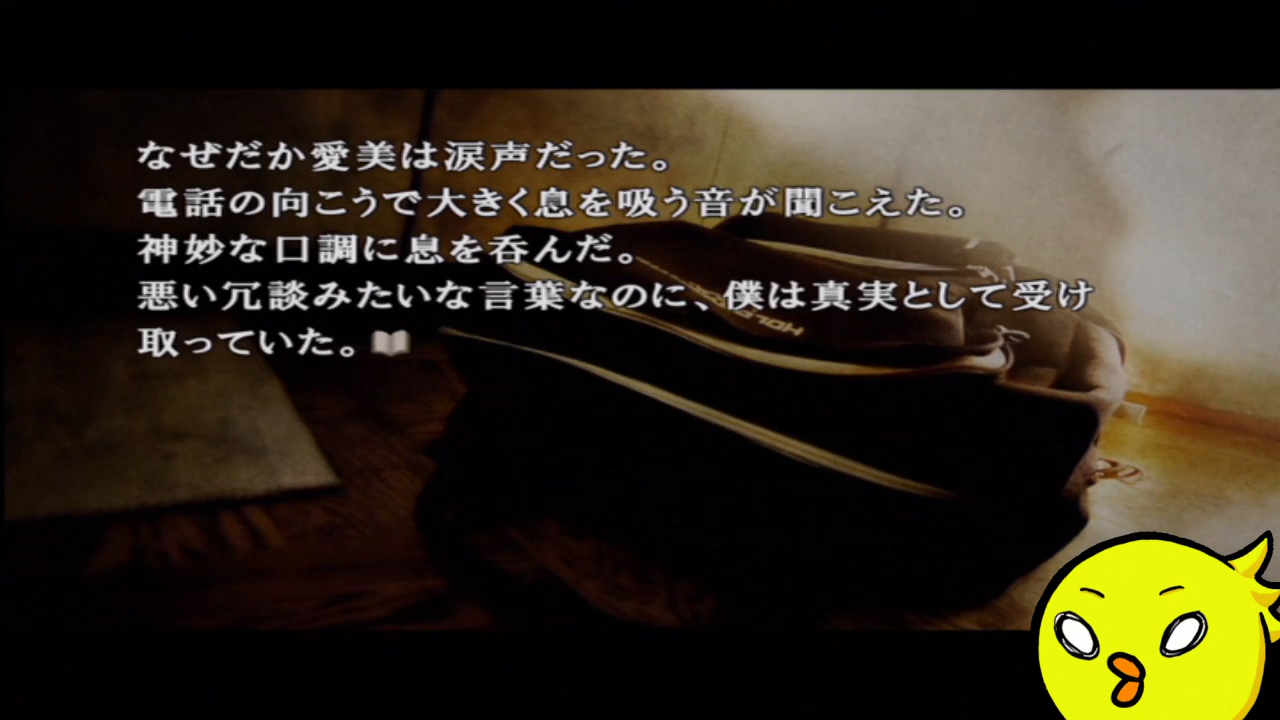 なぜだか愛美は涙声だった。
電話の向こうで大きく息を吸う音が聞こえた。
神妙な口調に息を呑んだ。
悪い冗談みたいな言葉なのに、僕は真実として受け
取っていた。